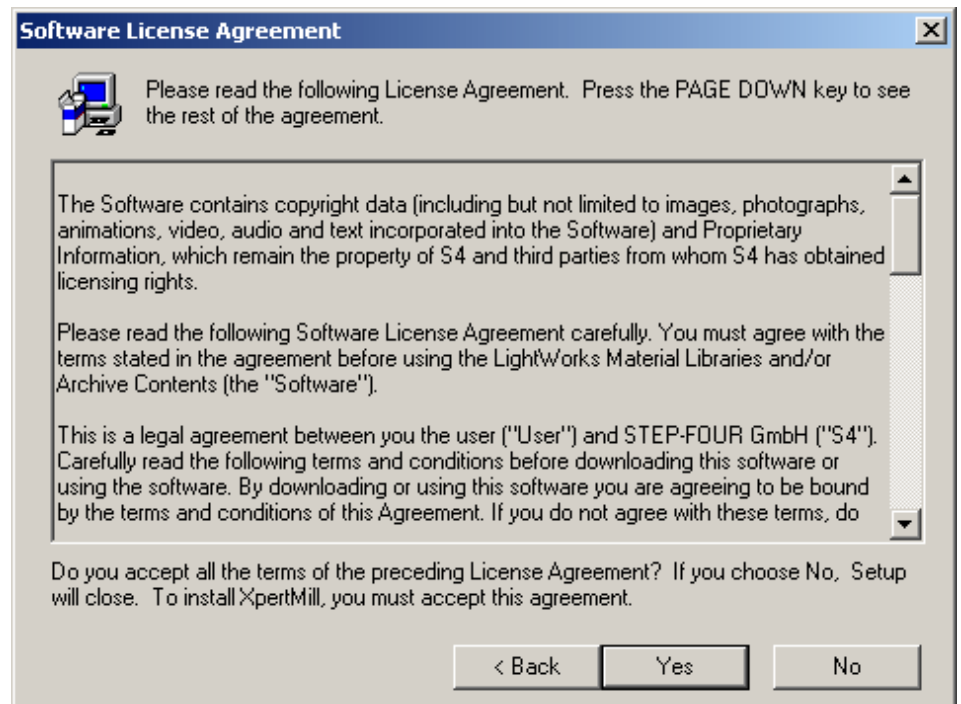 Software License Agreement
Please read the following License Agreement. Press the PAGE DOWN key to see
the rest of the agreement.
The Software contains copyright data (including but not limited to images, photographs,
animations, video, audio and text incorporated into the Software) and Proprietary
Information, which remain the property of S4 and third parties from whom S4 has obtained
licensing rights.
Please read the following Software License Agreement carefully. You must agree with the
terms stated in the agreement before using the LightWorks Material Libraries and/or
Archive Contents (the "Software").
This is a legal agreement between you the user ("User") and STEP-FOUR GmbH ("S4").
Carefully read the following terms and conditions before downloading this software or
using the software. By downloading or using this software you are agreeing to be bound
by the terms and conditions of this Agreement. If you do not agree with these terms, do
Do you accept all the terms of the preceding License Agreement? If you choose No, Setup
will close. To install XpertMill, you must accept this agreement.
< Back Yes No